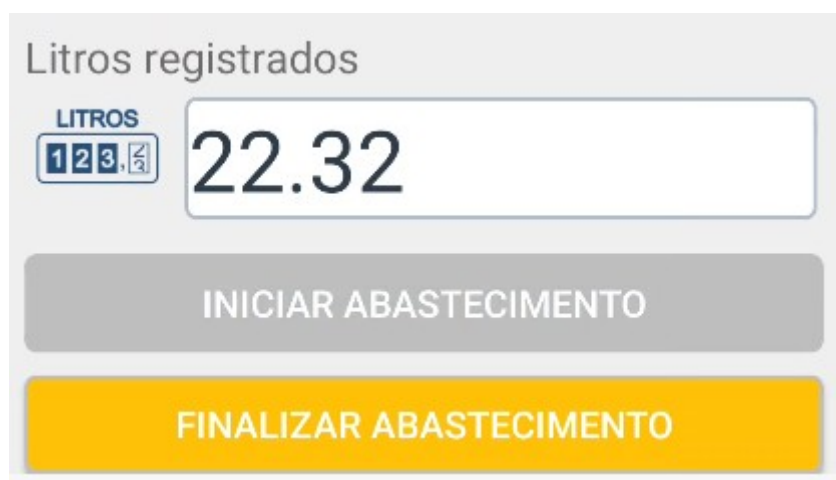 Litros registrados
LITROS
123,
22.32
INICIAR ABASTECIMENTO
FINALIZAR ABASTECIMENTO